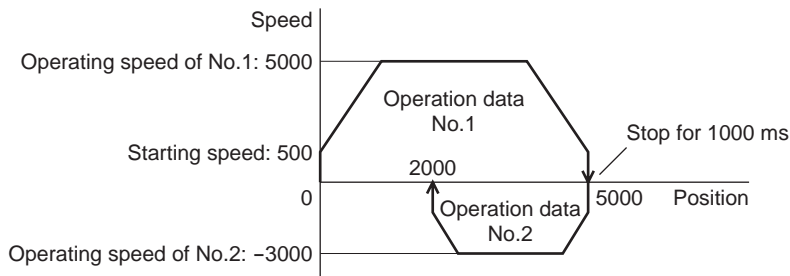 Speed
Operating speed of No.1: 5000
Operation data
No.1
Stop for 1000 ms
Starting speed: 500
2000
0
5000
Position
Operation data
No.2
Operating speed of No.2: −3000